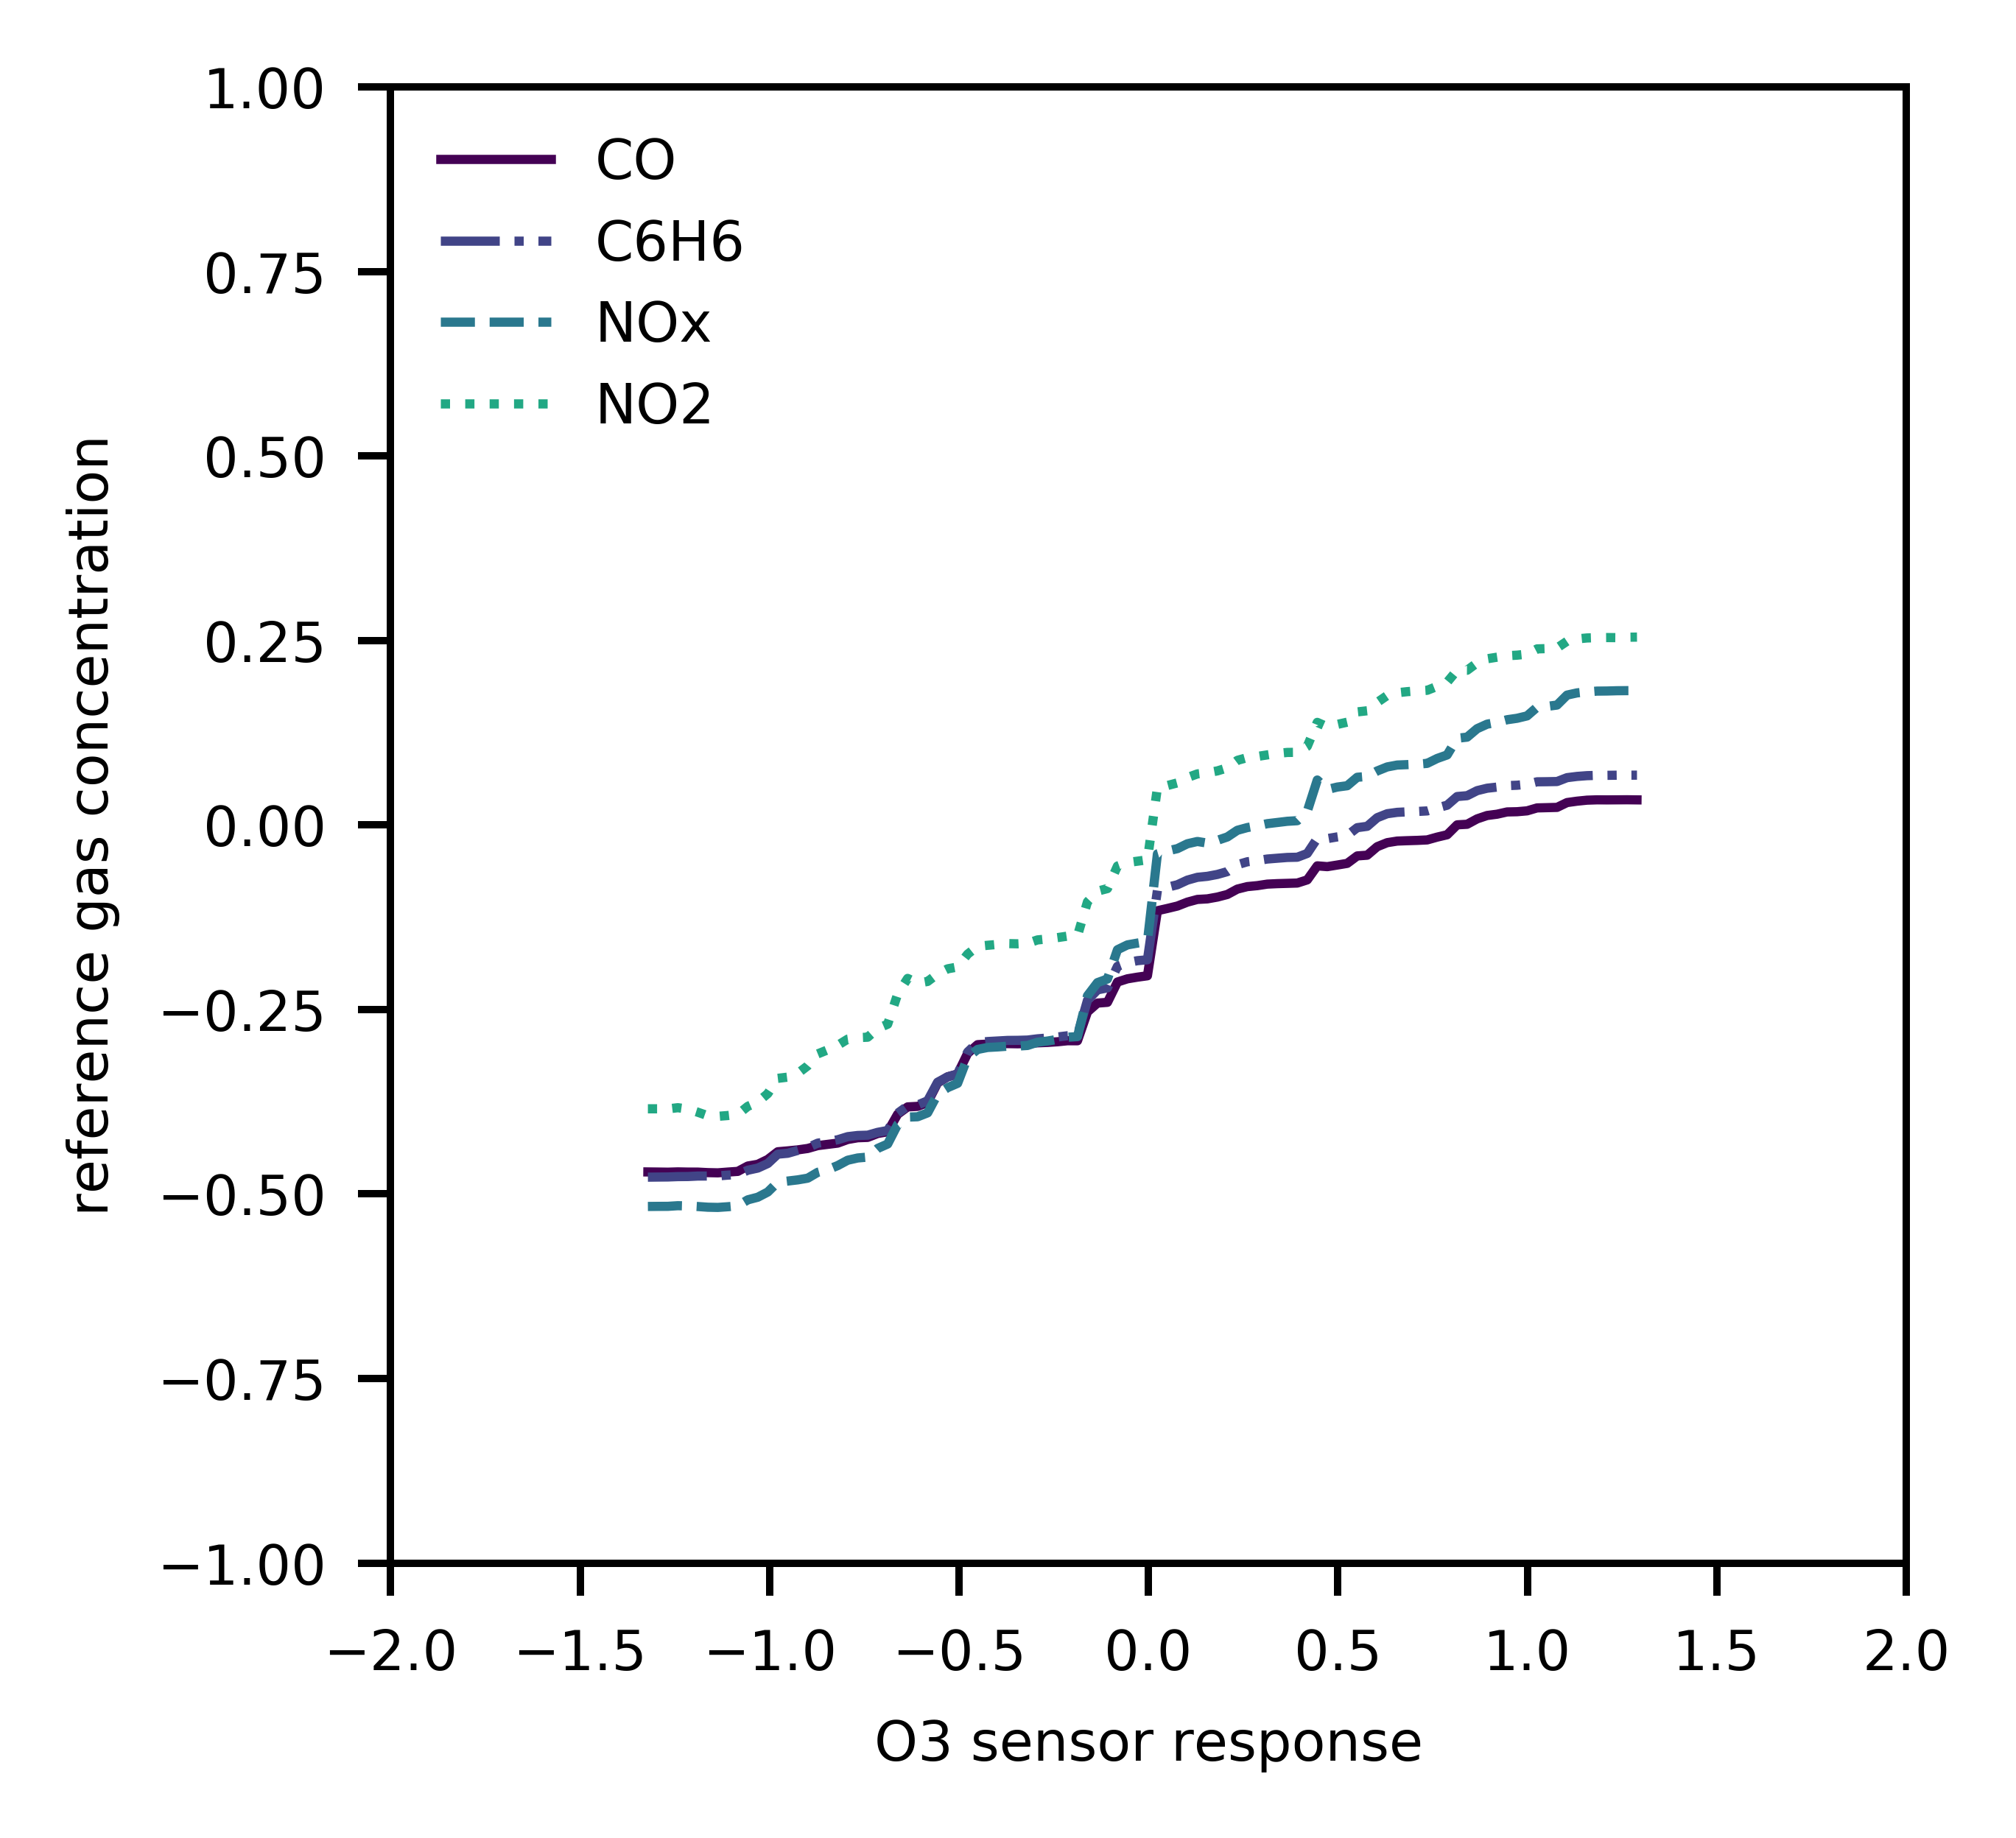 1.00
0.75
0.50
0.25
0.00
−0.25
−0.50
−0.75
−1.00
reference gas concentration
CO
C6H6
NOx
NO2
−2.0 −1.5 −1.0 −0.5 0.0 0.5 1.0 1.5 2.0
O3 sensor response